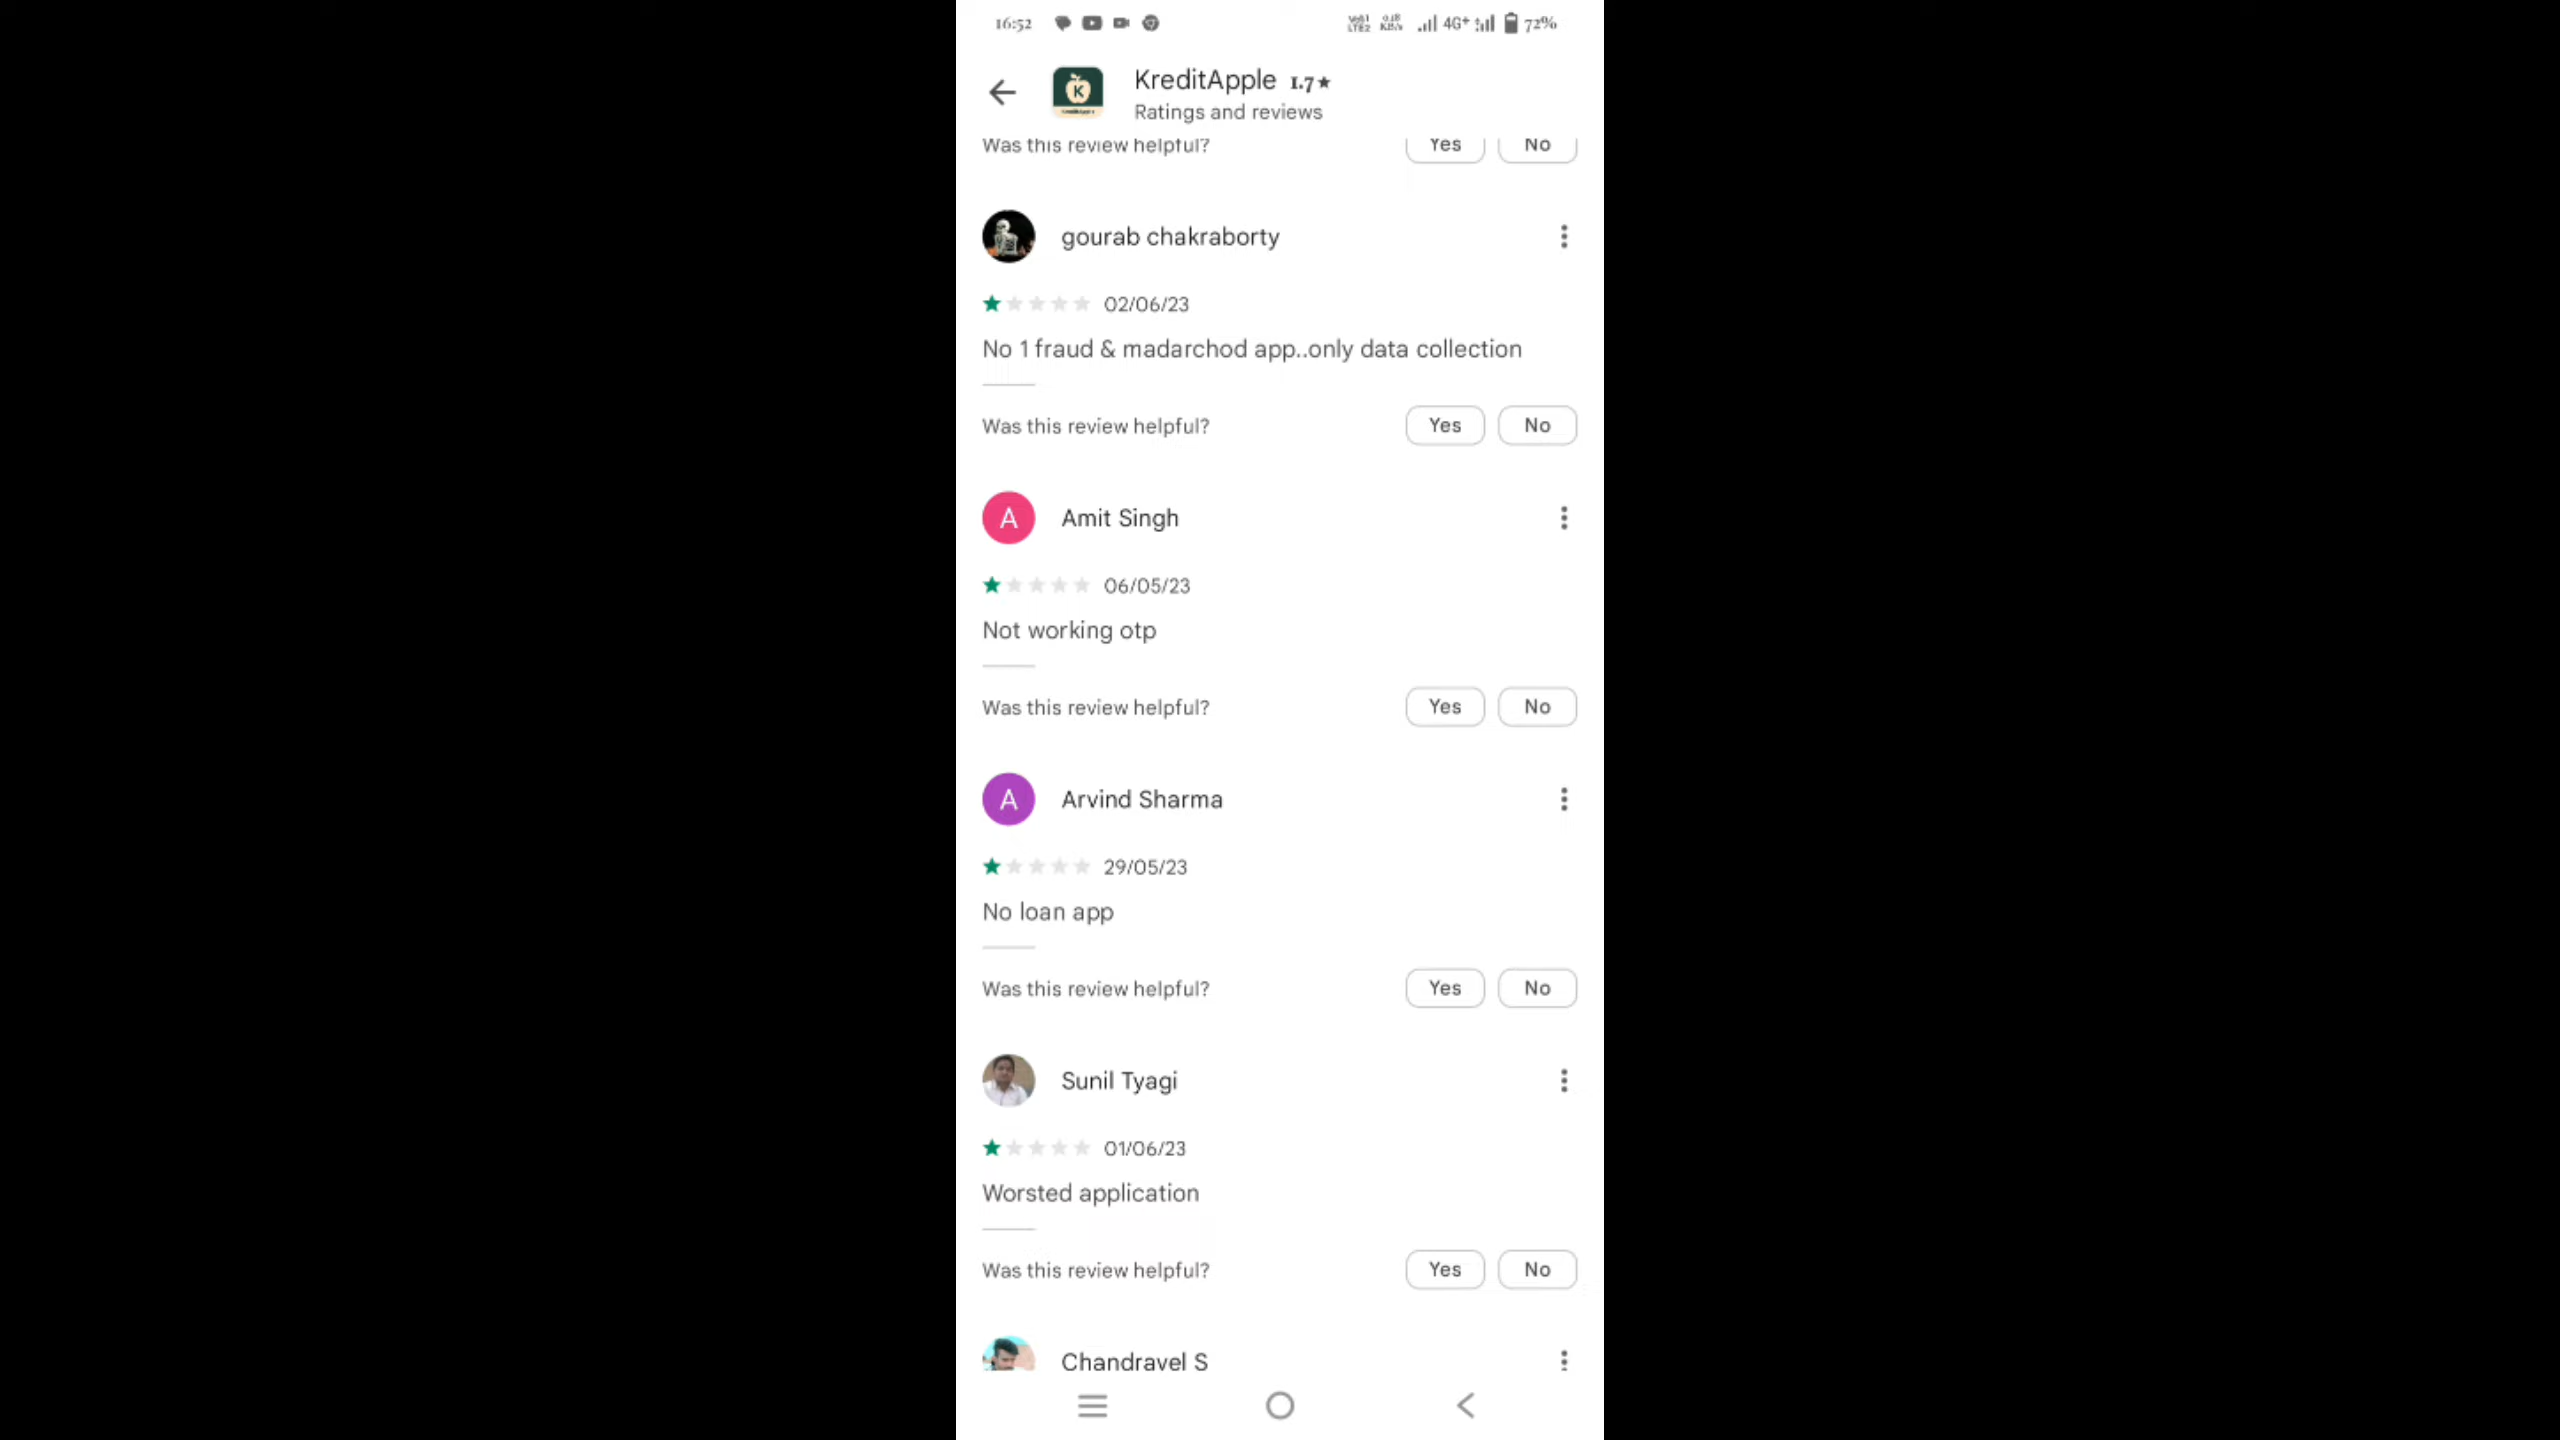 16:52
4G+ 72%
KreditApple 1.7★
Ratings and reviews
Was this review helpful? Yes No
gourab chakraborty
02/06/23
No 1 fraud & madarchod app..only data collection
Was this review helpful? Yes No
A Amit Singh
06/05/23
Not working otp
Was this review helpful? Yes No
A Arvind Sharma
29/05/23
No loan app
Was this review helpful? Yes No
Sunil Tyagi
01/06/23
Worsted application
Was this review helpful? Yes No
Chandravel S